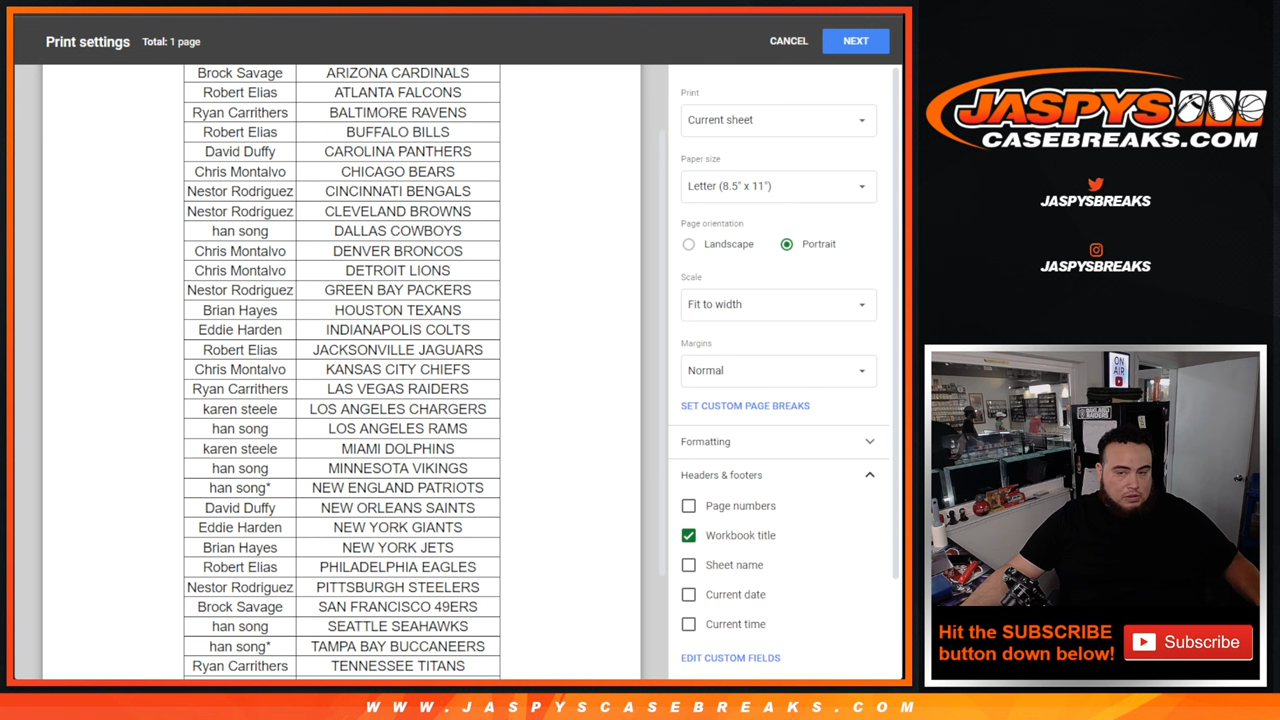 Print settings Total: 1 page CANCEL NEXT
Brock Savage ARIZONA CARDINALS
Robert Elias ATLANTA FALCONS
Ryan Carrithers BALTIMORE RAVENS
Robert Elias BUFFALO BILLS
David Duffy CAROLINA PANTHERS
Chris Montalvo CHICAGO BEARS
Nestor Rodriguez CINCINNATI BENGALS
Nestor Rodriguez CLEVELAND BROWNS
han song DALLAS COWBOYS
Chris Montalvo DENVER BRONCOS
Chris Montalvo DETROIT LIONS
Nestor Rodriguez GREEN BAY PACKERS
Brian Hayes HOUSTON TEXANS
Eddie Harden INDIANAPOLIS COLTS
Robert Elias JACKSONVILLE JAGUARS
Chris Montalvo KANSAS CITY CHIEFS
Ryan Carrithers LAS VEGAS RAIDERS
karen steele LOS ANGELES CHARGERS
han song LOS ANGELES RAMS
karen steele MIAMI DOLPHINS
han song MINNESOTA VIKINGS
han song* NEW ENGLAND PATRIOTS
David Duffy NEW ORLEANS SAINTS
Eddie Harden NEW YORK GIANTS
Brian Hayes NEW YORK JETS
Robert Elias PHILADELPHIA EAGLES
Nestor Rodriguez PITTSBURGH STEELERS
Brock Savage SAN FRANCISCO 49ERS
han song SEATTLE SEAHAWKS
han song* TAMPA BAY BUCCANEERS
Ryan Carrithers TENNESSEE TITANS
Print
Current sheet
Paper size
Letter (8.5" x 11")
Page orientation
Landscape Portrait
Scale
Fit to width
Margins
Normal
SET CUSTOM PAGE BREAKS
Formatting
Headers & footers
Page numbers
Workbook title
Sheet name
Current date
Current time
EDIT CUSTOM FIELDS
JASPYS
CASEBREAKS.COM
JASPYSBREAKS
JASPYSBREAKS
ON
AIR
Hit the SUBSCRIBE
button down below!
Subscribe
WWW.JASPYSCASEBREAKS.COM